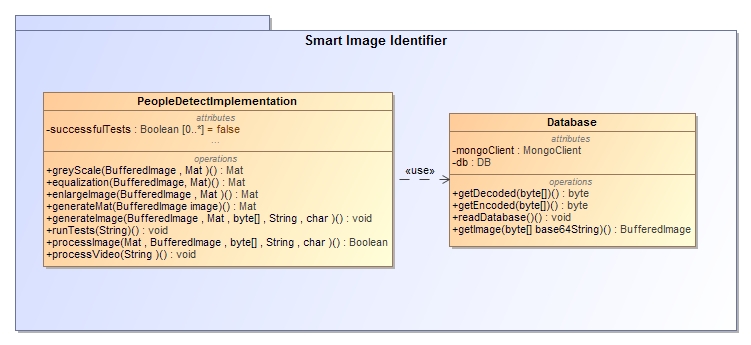 Smart Image Identifier
PeopleDetectImplementation
attributes
-successfulTests : Boolean [0..*] = false
...
operations
+greyScale(BufferedImage , Mat )() : Mat
+equalization(BufferedImage, Mat)() : Mat
+enlargeImage(BufferedImage , Mat )() : Mat
+generateMat(BufferedImage image)() : Mat
+generateImage(BufferedImage , Mat , byte[] , String , char )() : void
+runTests(String)() : void
+processImage(Mat , BufferedImage , byte[] , String , char )() : Boolean
+processVideo(String )() : void
«use»
Database
attributes
-mongoClient : MongoClient
-db : DB
operations
+getDecoded(byte[])() : byte
+getEncoded(byte[])() : byte
+readDatabase()() : void
+getImage(byte[] base64String)() : BufferedImage